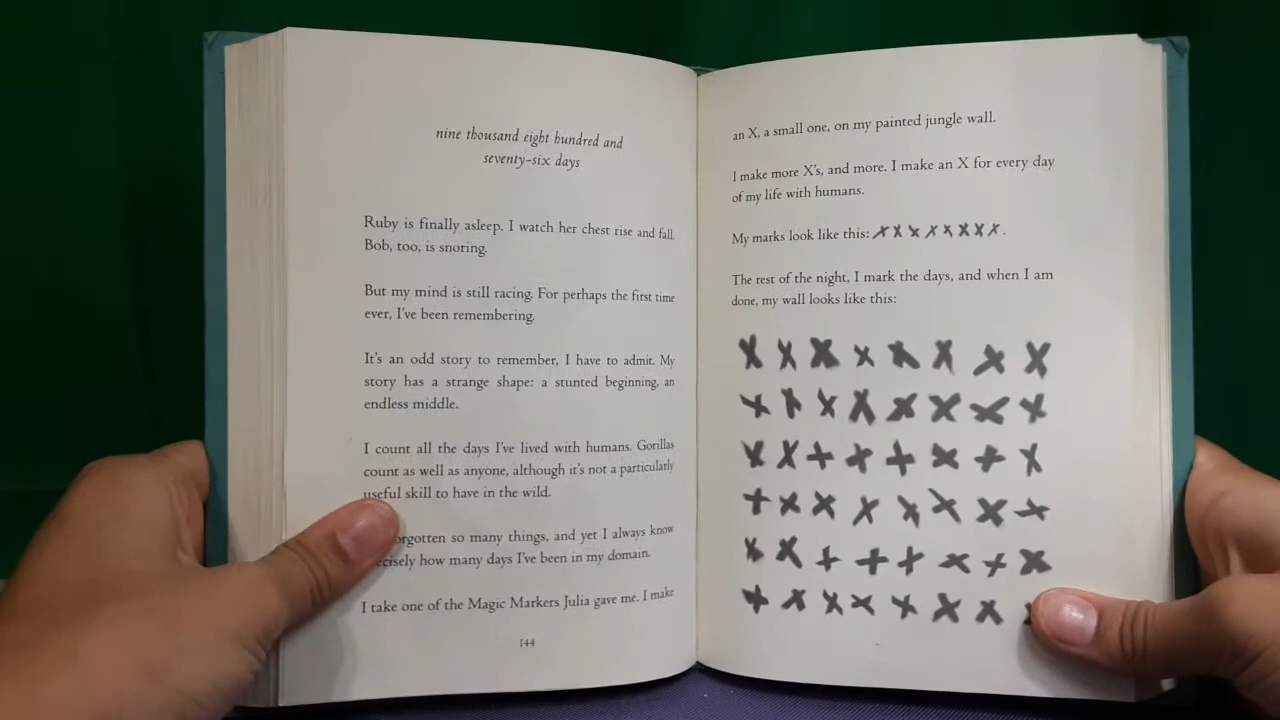 nine thousand eight hundred and
seventy-six days
Ruby is finally asleep. I watch her chest rise and fall.
Bob, too, is snoring.
But my mind is still racing. For perhaps the first time
ever, I've been remembering.
It's an odd story to remember, I have to admit. My
story has a strange shape: a stunted beginning, an
endless middle.
I count all the days I've lived with humans. Gorillas
count as well as anyone, although it's not a particularly
useful skill to have in the wild.
so many things, and yet I always know
how many days I've been in my domain.
I take one of the Magic Markers Julia gave me. I make
144
an X, a small one, on my painted jungle wall.
I make more X's, and more. I make an X for every day
of my life with humans.
My marks look like this: X X X X X X X X.
The rest of the night, I mark the days, and when I am
done, my wall looks like this:
X X X X X X X X
X X X X X X X X
X X X X X X X X
X X X X X X X X
X X X X X X X X
X X X X X X X